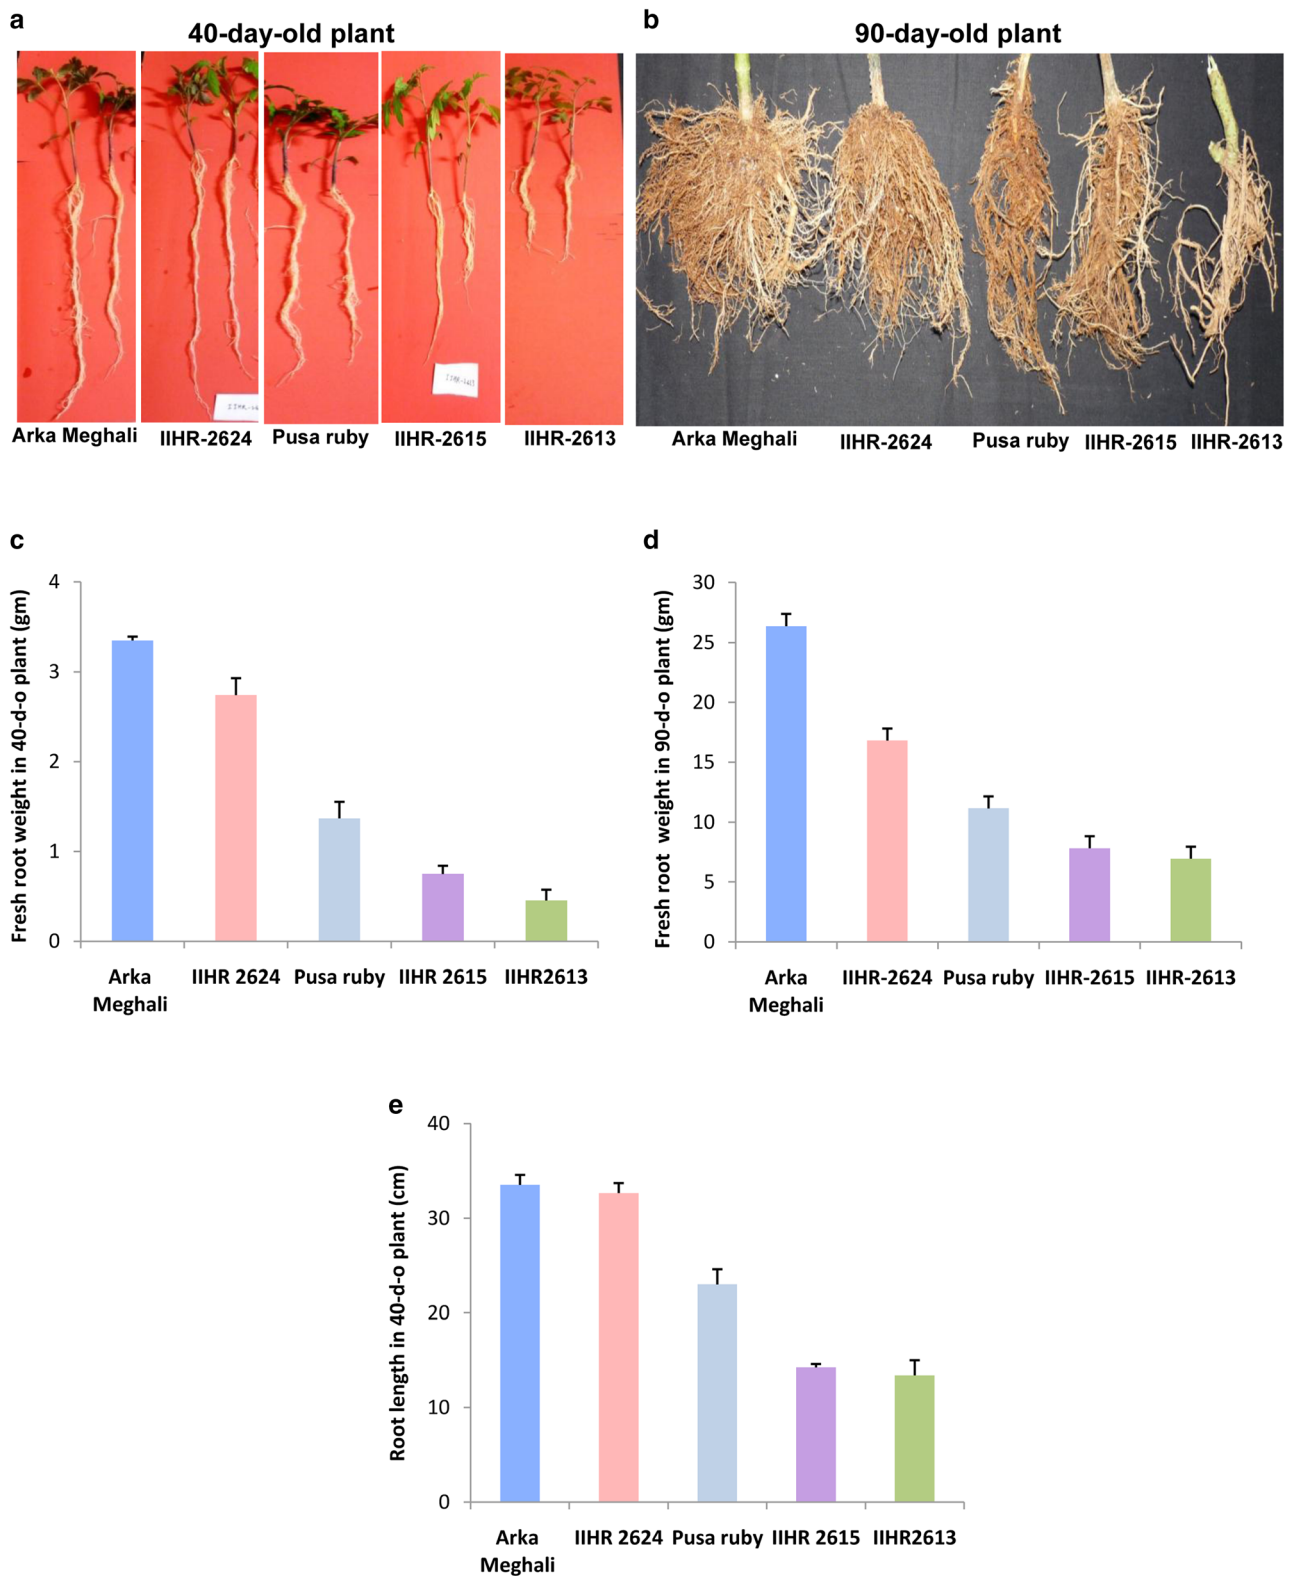 a
40-day-old plant
b
90-day-old plant
Arka Meghali
IIHR-2624
Pusa ruby
IIHR-2615
IIHR-2613
Arka Meghali
IIHR-2624
Pusa ruby
IIHR-2615
IIHR-2613
c
Fresh root weight in 40-d-o plant (gm)
4
3
2
1
0
Arka
Meghali
IIHR 2624
Pusa ruby
IIHR 2615
IIHR2613
d
Fresh root weight in 90-d-o plant (gm)
30
25
20
15
10
5
0
Arka
Meghali
IIHR-2624
Pusa ruby
IIHR-2615
IIHR-2613
e
Root length in 40-d-o plant (cm)
40
30
20
10
0
Arka
Meghali
IIHR 2624
Pusa ruby
IIHR 2615
IIHR2613